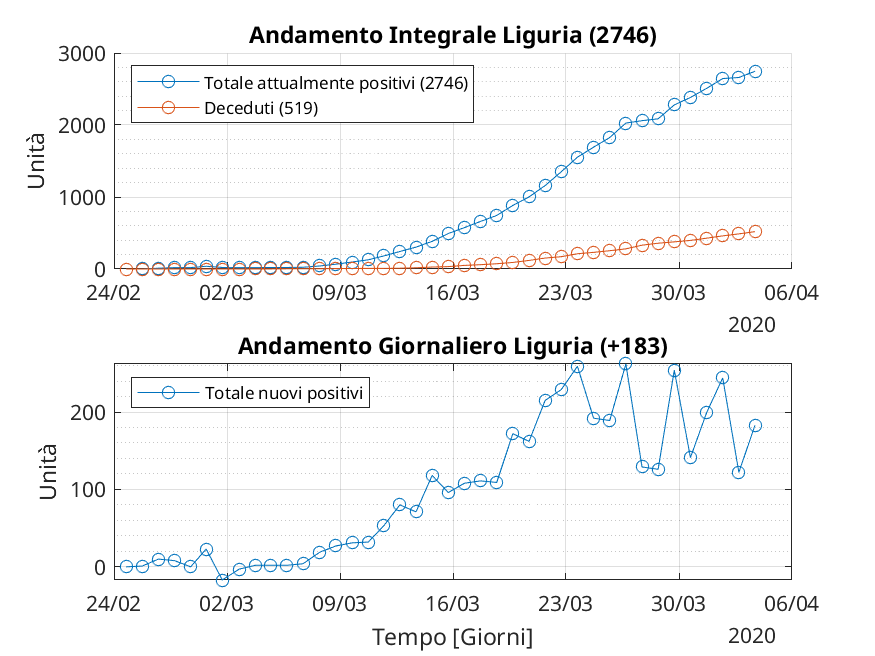 Andamento Integrale Liguria (2746)
3000
2000
1000
0
Unità
Totale attualmente positivi (2746)
Deceduti (519)
24/02 02/03 09/03 16/03 23/03 30/03 06/04
2020
Andamento Giornaliero Liguria (+183)
200
100
0
Unità
Totale nuovi positivi
24/02 02/03 09/03 16/03 23/03 30/03 06/04
Tempo [Giorni]
2020